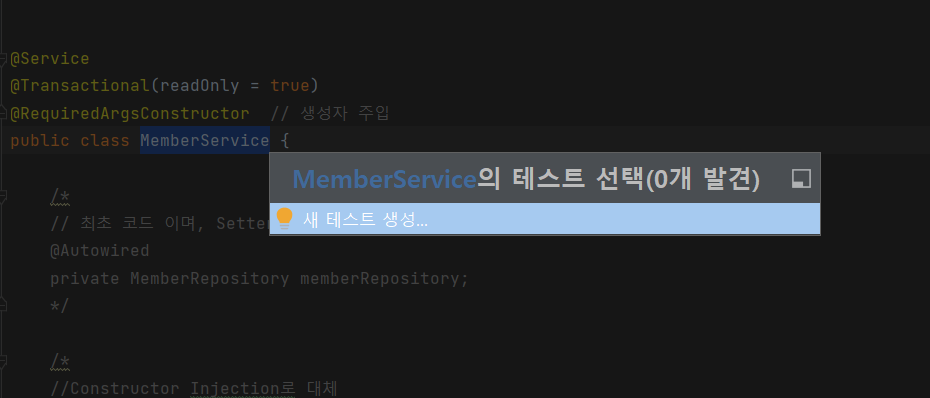 @Service
@Transactional(readOnly = true)
@RequiredArgsConstructor // 생성자 주입
public class MemberService {
MemberService의 테스트 선택(0개 발견)
/*
새 테스트 생성...
// 최초 코드 이며, Setter
@Autowired
private MemberRepository memberRepository;
*/
/*
//Constructor Injection로 대체